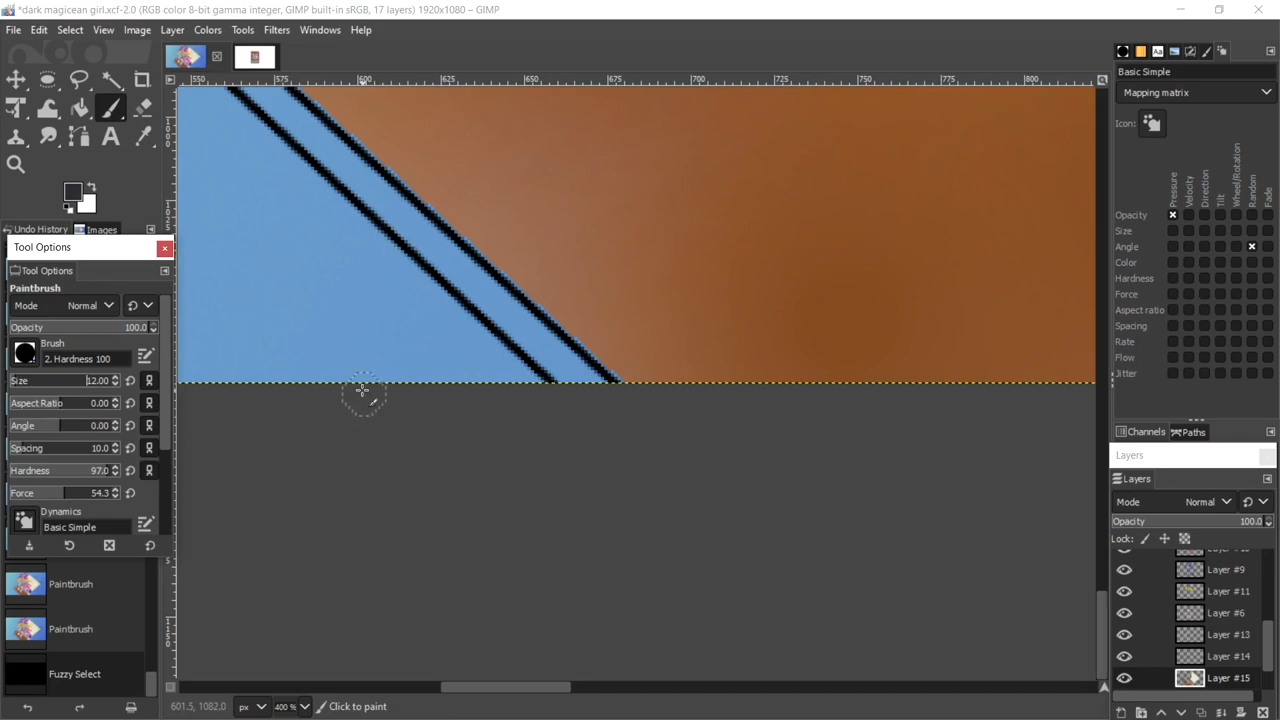 *dark magicean girl.xcf-2.0 (RGB color 8-bit gamma integer, GIMP built-in sRGB, 17 layers) 1920x1080 – GIMP
File Edit Select View Image Layer Colors Tools Filters Windows Help
550 575 600 625 650 675 700 725 750 775 800
Basic Simple
Mapping matrix
Icon:
Pressure Velocity Direction Tilt Wheel/Rotation Random Fade
Opacity
Size
Angle
Color
Hardness
Force
Aspect ratio
Spacing
Rate
Flow
Jitter
Undo History Images
Tool Options
Tool Options
Paintbrush
Mode Normal
Opacity 100.0
Brush
2. Hardness 100
Size 12.00
Aspect Ratio 0.00
Angle 0.00
Spacing 10.0
Hardness 97.0
Force 54.3
Dynamics
Basic Simple
Paintbrush
Paintbrush
Fuzzy Select
Channels Paths
Layers
Layers
Mode Normal
Opacity 100.0
Lock:
Layer #9
Layer #11
Layer #6
Layer #13
Layer #14
Layer #15
601.5, 1082.0 px 400 % Click to paint